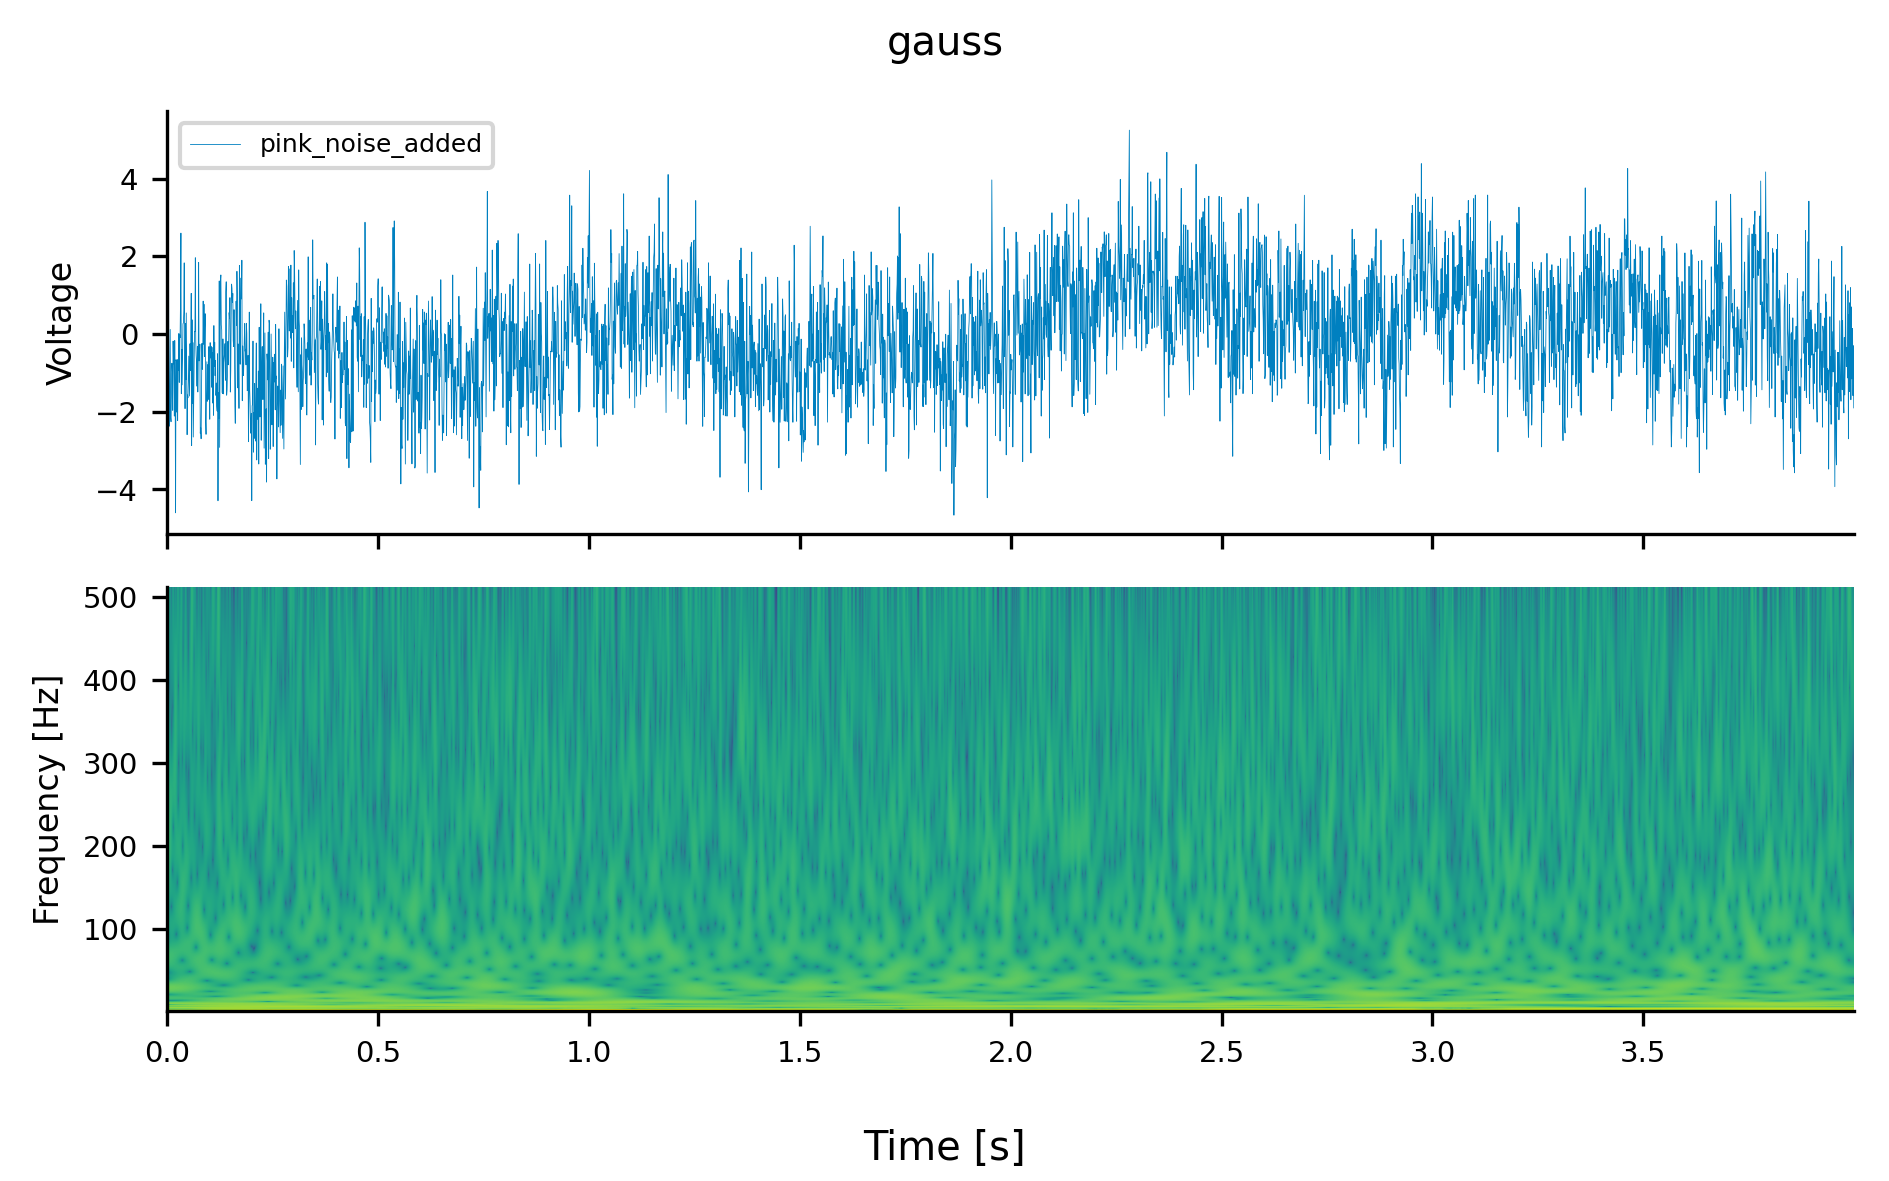 gauss
pink_noise_added
Voltage
4
2
0
−2
−4
Frequency [Hz]
500
400
300
200
100
0.0 0.5 1.0 1.5 2.0 2.5 3.0 3.5
Time [s]